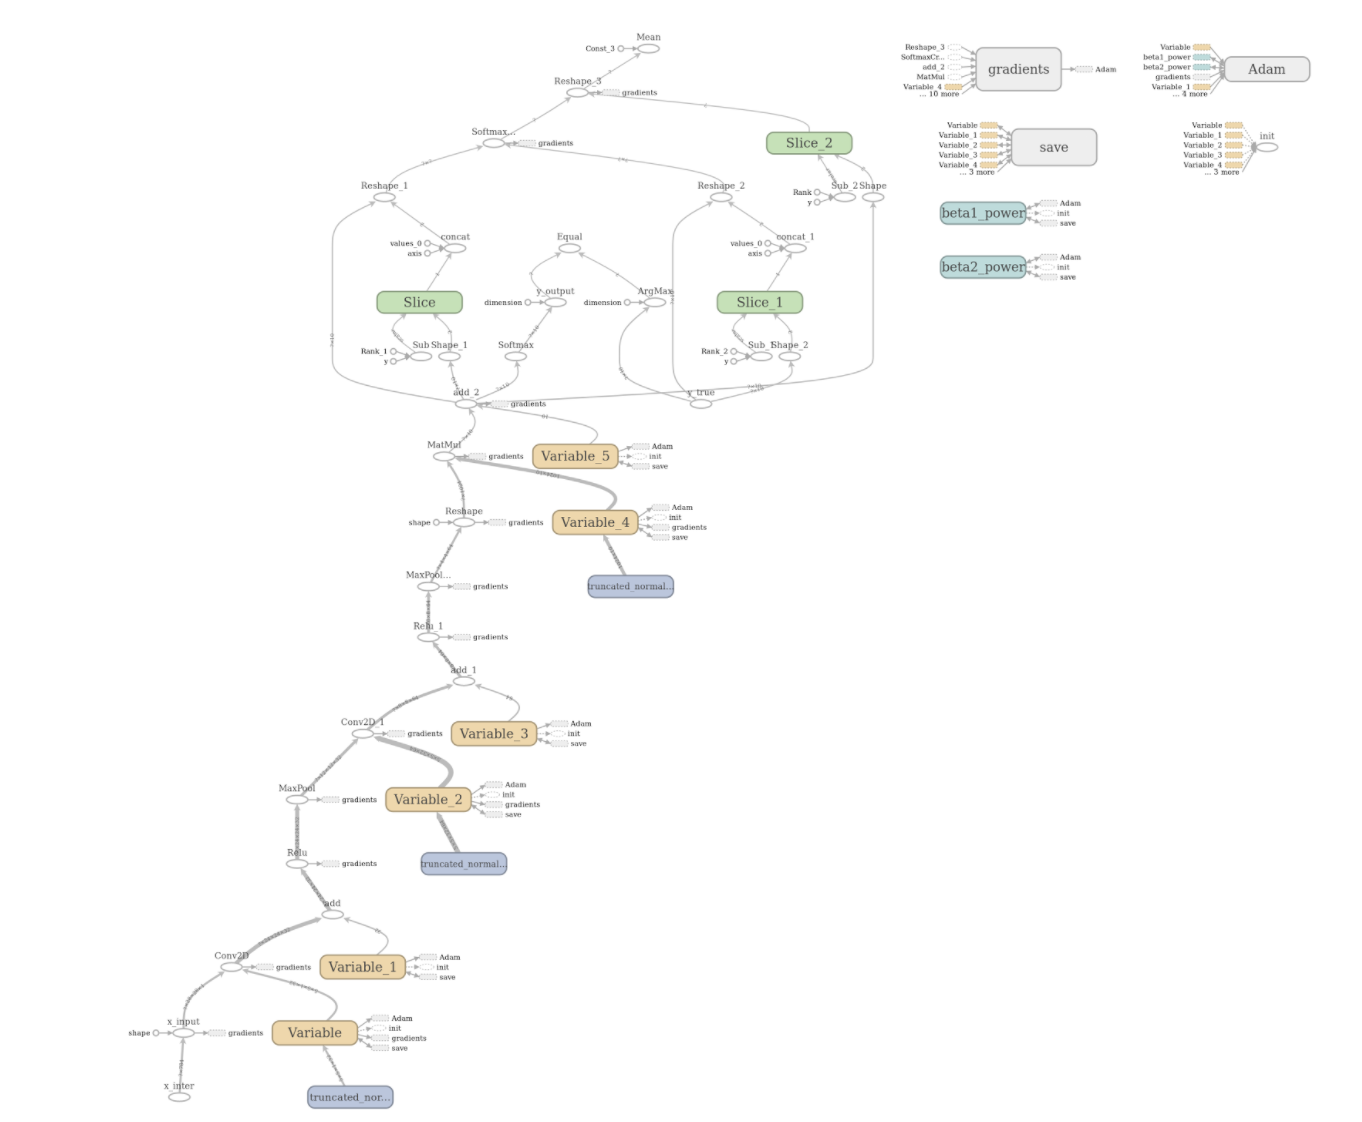 Mean
Const_3
Reshape_3
gradients
Softmax...
gradients
Slice_2
Reshape_1
Reshape_2
Rank
y
Sub_2
Shape
values_0
axis
concat
Equal
values_0
axis
concat_1
Slice
dimension
y_output
dimension
ArgMax
Slice_1
Rank_1
y
Sub
Shape_1
Softmax
Rank_2
y
Sub_1
Shape_2
add_2
gradients
y_true
MatMul
gradients
Variable_5
Adam
init
save
shape
Reshape
gradients
Variable_4
Adam
init
gradients
save
MaxPool...
gradients
truncated_normal...
Relu_1
gradients
add_1
Conv2D_1
gradients
Variable_3
Adam
init
save
MaxPool
gradients
Variable_2
Adam
init
gradients
save
Relu
gradients
truncated_normal...
add
Conv2D
gradients
Variable_1
Adam
init
save
shape
x_input
gradients
Variable
Adam
init
gradients
save
x_inter
truncated_nor...
Reshape_3
SoftmaxCr...
add_2
MatMul
Variable_4
... 10 more
gradients
Adam
Variable
beta1_power
beta2_power
gradients
Variable_1
... 4 more
Adam
Variable
Variable_1
Variable_2
Variable_3
Variable_4
... 3 more
save
Variable
Variable_1
Variable_2
Variable_3
Variable_4
... 3 more
init
beta1_power
Adam
init
save
beta2_power
Adam
init
save